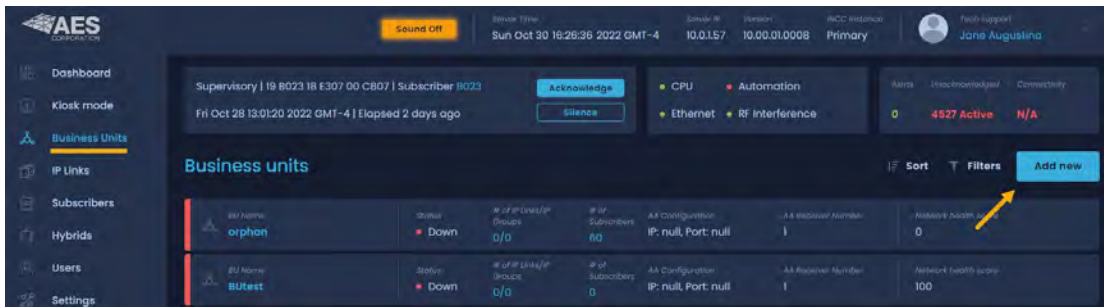 AES
CORPORATION
Sound Off
Server Time
Sun Oct 30 16:26:36 2022 GMT-4
Server IP
10.0.1.57
Version
10.00.01.0008
INCC Instance
Primary
Tech Support
Jane Augustina
Dashboard
Kiosk mode
Business Units
IP Links
Subscribers
Hybrids
Users
Settings
Supervisory | 19 B023 18 E307 00 CB07 | Subscriber B023
Fri Oct 28 13:01:20 2022 GMT-4 | Elapsed 2 days ago
Acknowledge
Silence
CPU
Automation
Ethernet
RF Interference
Alerts
Unacknowledged
Connectivity
0
4527 Active
N/A
Business units
Sort
Filters
Add new
BU Name
orphan
Status
Down
# of IP Links/IP
Groups
0/0
# of
Subscribers
60
AA Configuration
IP: null, Port: null
AA Receiver Number
1
Network health score
0
BU Name
BUtest
Status
Down
# of IP Links/IP
Groups
0/0
# of
Subscribers
0
AA Configuration
IP: null, Port: null
AA Receiver Number
1
Network health score
100